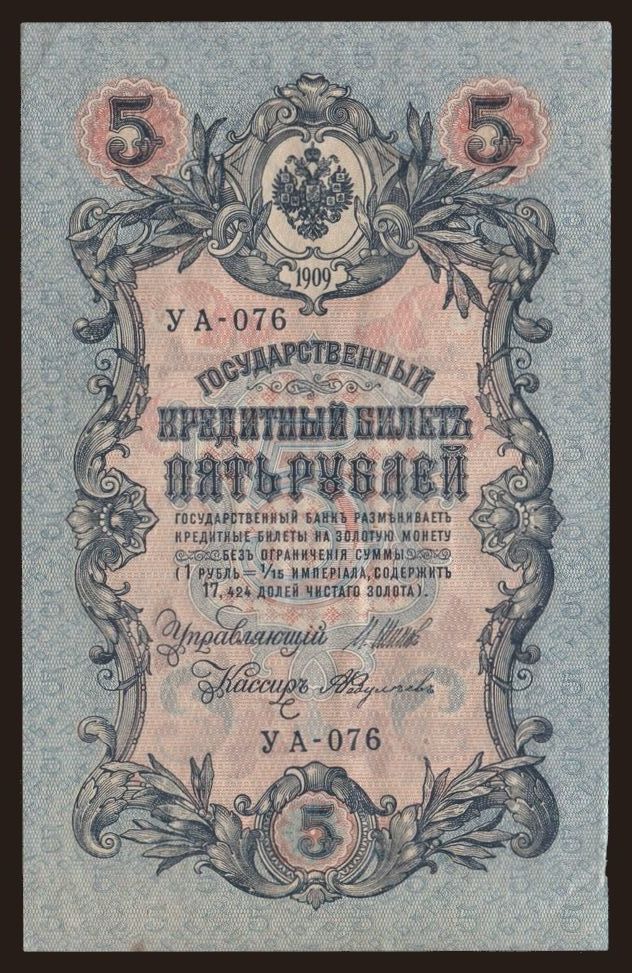 5 5
1909
УА-076
ГОСУДАРСТВЕННЫЙ
КРЕДИТНЫЙ БИЛЕТЪ
ПЯТЬ РУБЛЕЙ
ГОСУДАРСТВЕННЫЙ БАНКЪ РАЗМѢНИВАЕТЪ
КРЕДИТНЫЕ БИЛЕТЫ НА ЗОЛОТУЮ МОНЕТУ
БЕЗЪ ОГРАНИЧЕНІЯ СУММЫ
(1 РУБЛЬ = 1/15 ИМПЕРІАЛА, СОДЕРЖИТЪ
17,424 ДОЛЕЙ ЧИСТАГО ЗОЛОТА).
Управляющій
Кассиръ
УА-076
5